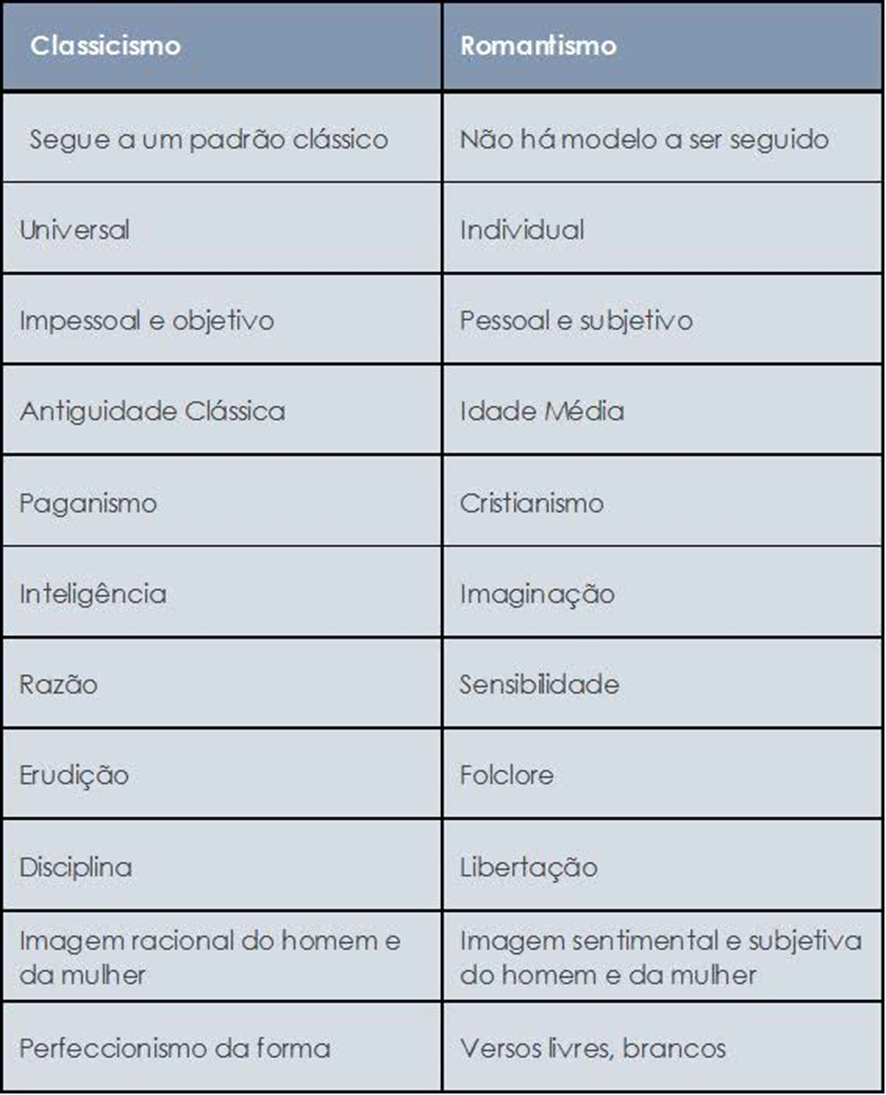 Classicismo
Romantismo
Segue a um padrão clássico
Não há modelo a ser seguido
Universal
Individual
Impessoal e objetivo
Pessoal e subjetivo
Antiguidade Clássica
Idade Média
Paganismo
Cristianismo
Inteligência
Imaginação
Razão
Sensibilidade
Erudição
Folclore
Disciplina
Libertação
Imagem racional do homem e
da mulher
Imagem sentimental e subjetiva
do homem e da mulher
Perfeccionismo da forma
Versos livres, brancos